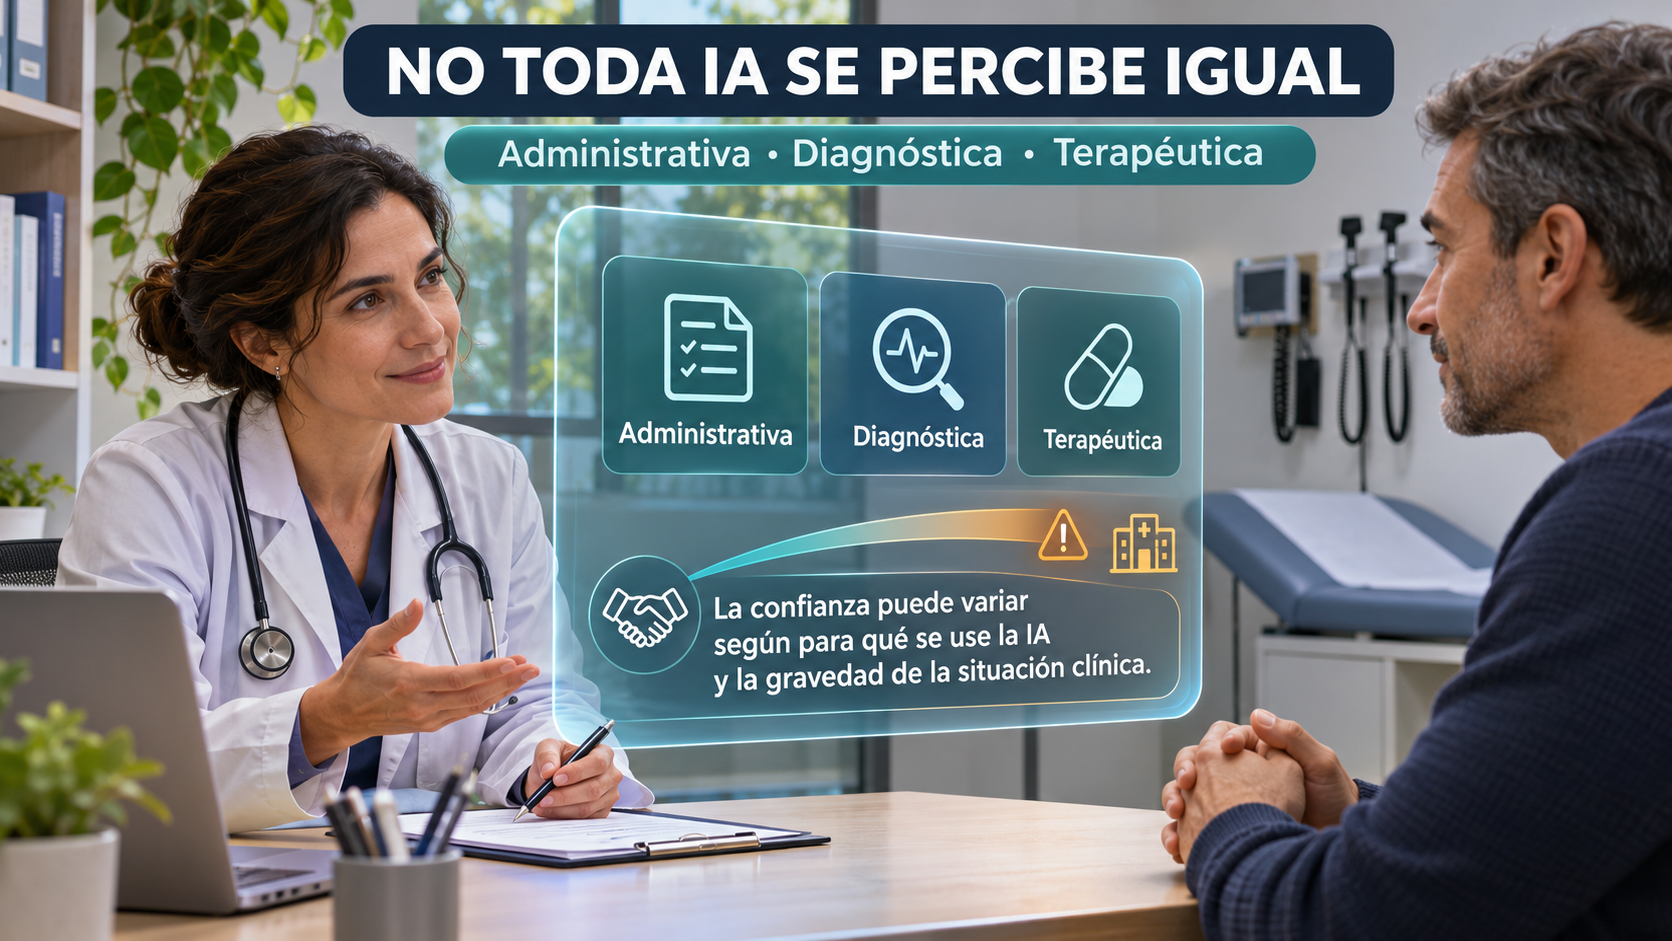 NO TODA IA SE PERCIBE IGUAL
Administrativa • Diagnóstica • Terapéutica
Administrativa
Diagnóstica
Terapéutica
La confianza puede variar
según para qué se use la IA
y la gravedad de la situación clínica.